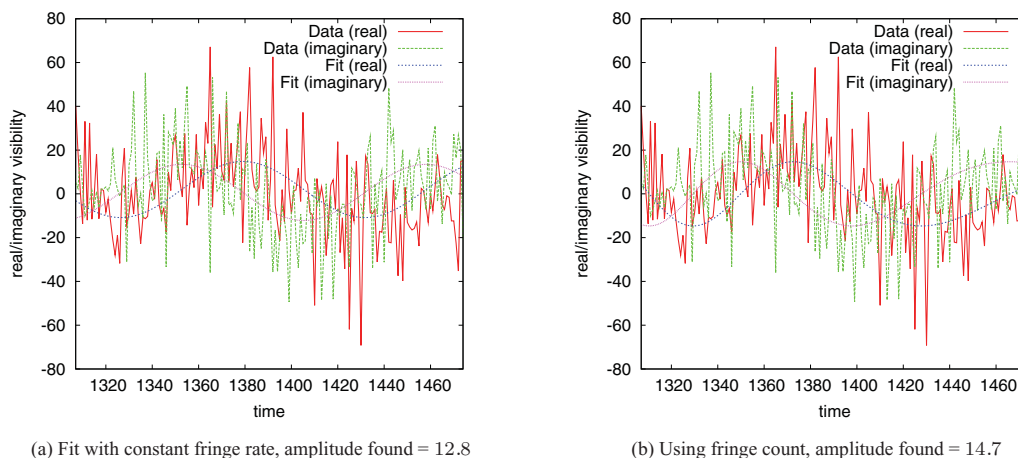 80
60
40
20
0
-20
-40
-60
-80
real/imaginary visibility
1320 1340 1360 1380 1400 1420 1440 1460
time
Data (real)
Data (imaginary)
Fit (real)
Fit (imaginary)
(a) Fit with constant fringe rate, amplitude found = 12.8
80
60
40
20
0
-20
-40
-60
-80
real/imaginary visibility
1320 1340 1360 1380 1400 1420 1440 1460
time
Data (real)
Data (imaginary)
Fit (real)
Fit (imaginary)
(b) Using fringe count, amplitude found = 14.7